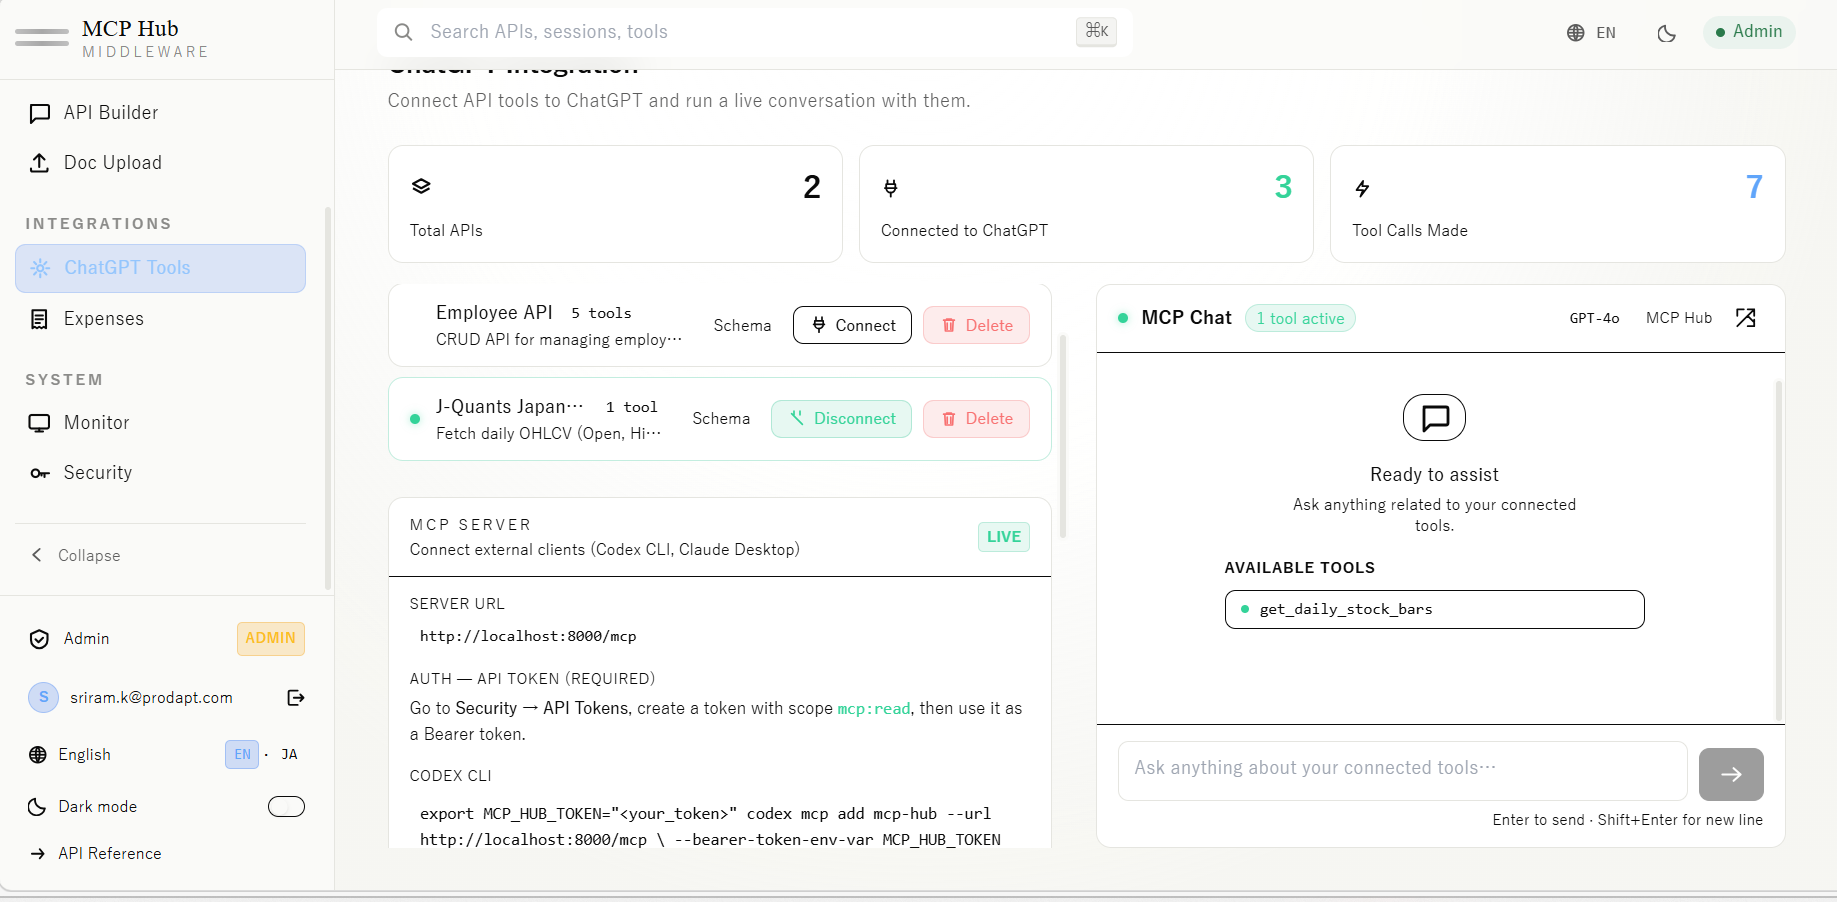 MCP Hub
MIDDLEWARE
Search APIs, sessions, tools
⌘K
EN
Admin
API Builder
Doc Upload
INTEGRATIONS
ChatGPT Tools
Expenses
SYSTEM
Monitor
Security
Collapse
Admin
ADMIN
sriram.k@prodapt.com
S
English
EN · JA
Dark mode
API Reference
ChatGPT Integration
Connect API tools to ChatGPT and run a live conversation with them.
2
Total APIs
3
Connected to ChatGPT
7
Tool Calls Made
Employee API 5 tools
CRUD API for managing employ···
Schema
Connect
Delete
J-Quants Japan··· 1 tool
Fetch daily OHLCV (Open, Hi···
Schema
Disconnect
Delete
MCP SERVER
Connect external clients (Codex CLI, Claude Desktop)
LIVE
SERVER URL
http://localhost:8000/mcp
AUTH — API TOKEN (REQUIRED)
Go to Security → API Tokens, create a token with scope mcp:read, then use it as
a Bearer token.
CODEX CLI
export MCP_HUB_TOKEN="<your_token>" codex mcp add mcp-hub --url
http://localhost:8000/mcp \ --bearer-token-env-var MCP_HUB_TOKEN
MCP Chat
1 tool active
GPT-4o
MCP Hub
Ready to assist
Ask anything related to your connected
tools.
AVAILABLE TOOLS
get_daily_stock_bars
Ask anything about your connected tools···
Enter to send · Shift+Enter for new line